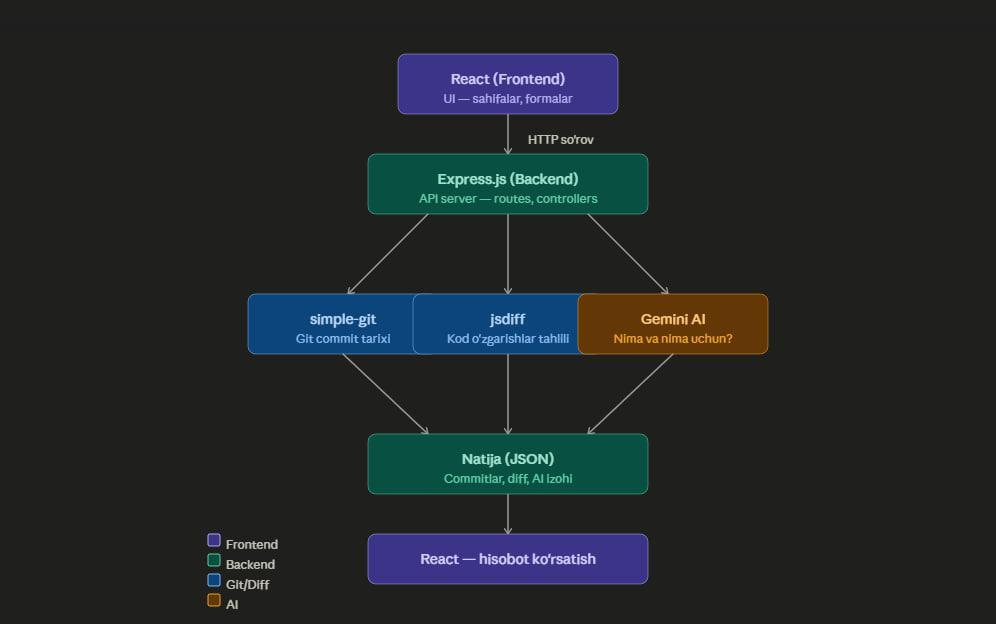 React (Frontend)
UI — sahifalar, formalar
HTTP so'rov
Express.js (Backend)
API server — routes, controllers
simple-git
Git commit tarixi
jsdiff
Kod o'zgarishlar tahlili
Gemini AI
Nima va nima uchun?
Natija (JSON)
Commitlar, diff, AI izohi
React — hisobot ko'rsatish
Frontend
Backend
Git/Diff
AI